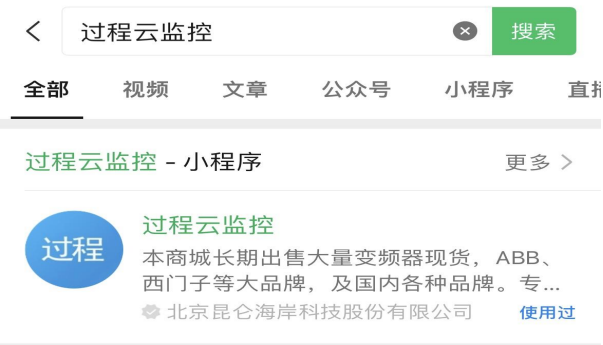 过程云监控
搜索
全部 视频 文章 公众号 小程序
过程云监控 - 小程序
更多
过程
过程云监控
本商城长期出售大量变频器现货，ABB、
西门子等大品牌，及国内各种品牌。专...
北京昆仑海岸科技股份有限公司
使用过